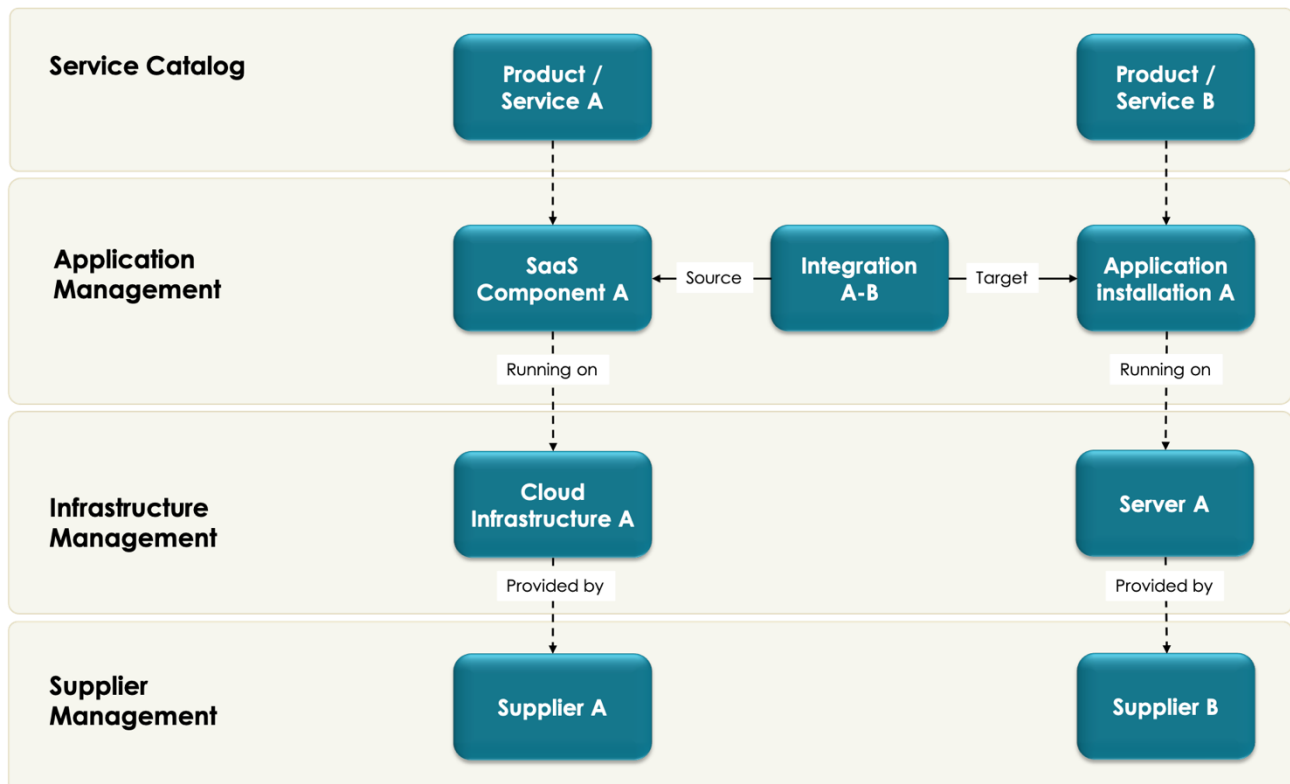 Service Catalog
Product /
Service A
Product /
Service B
Application
Management
SaaS
Component A
Source
Integration
A-B
Target
Application
installation A
Running on
Running on
Infrastructure
Management
Cloud
Infrastructure A
Server A
Provided by
Provided by
Supplier
Management
Supplier A
Supplier B